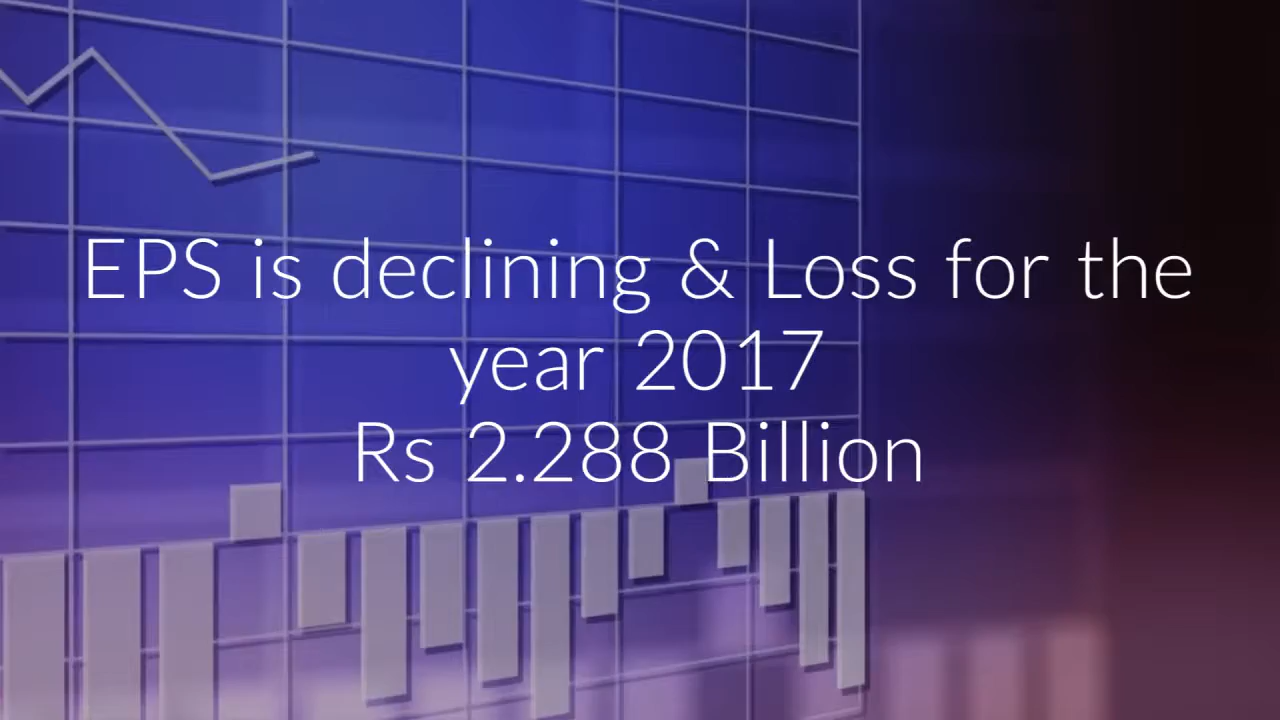 EPS is declining & Loss for the
year 2017
Rs 2.288 Billion